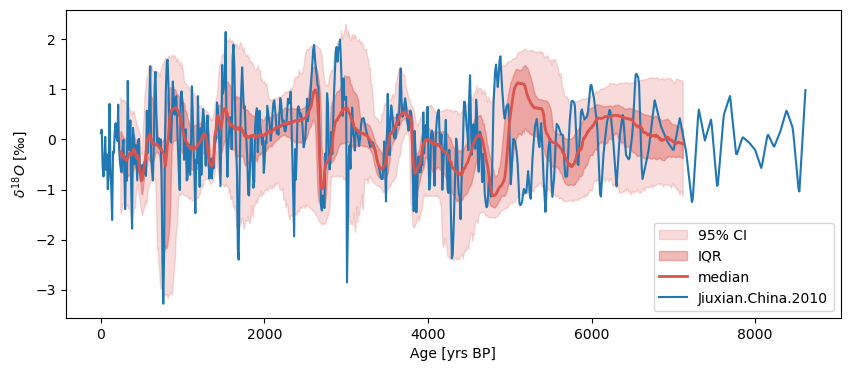 δ¹⁸O [‰]
2
1
0
−1
−2
−3
0 2000 4000 6000 8000
Age [yrs BP]
95% CI
IQR
median
Jiuxian.China.2010